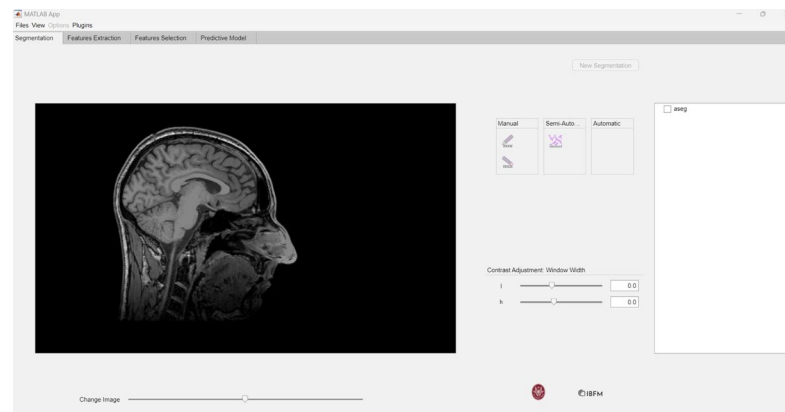 MATLAB App
Files View Options Plugins
Segmentation Features Extraction Features Selection Predictive Model
New Segmentation
Manual Semi-Auto... Automatic
aseg
Contrast Adjustment: Window Width
l 0.0
h 0.0
Change Image
IBFM